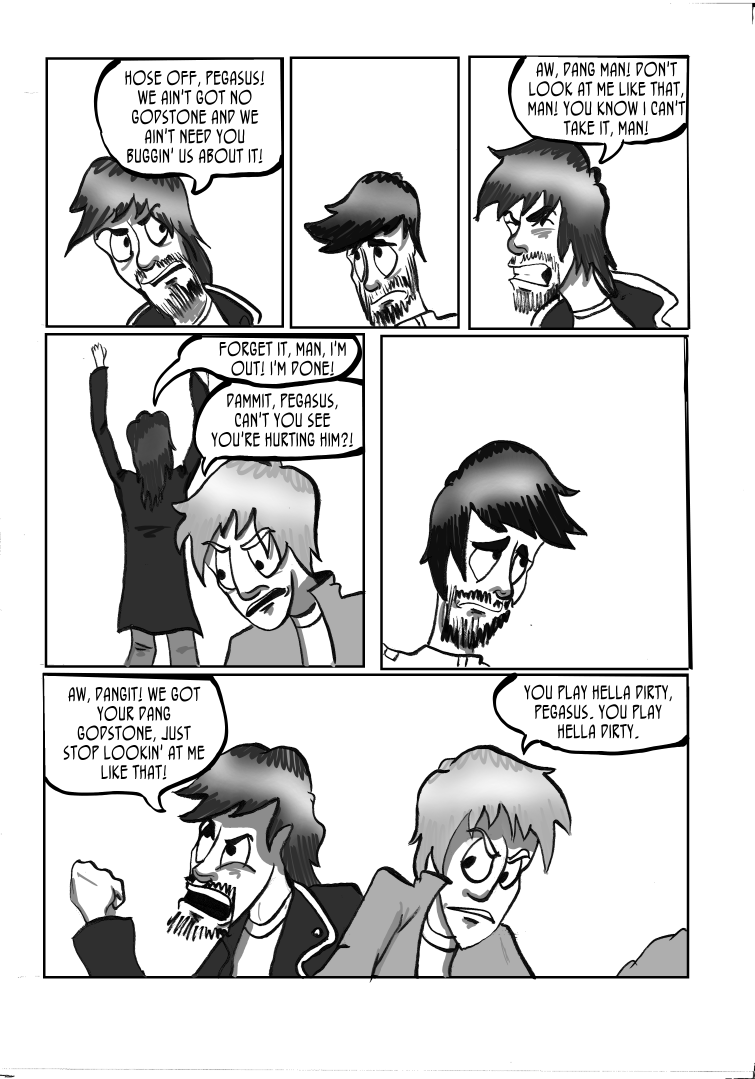 HOSE OFF, PEGASUS!
WE AIN'T GOT NO
GODSTONE AND WE
AIN'T NEED YOU
BUGGIN' US ABOUT IT!
AW, DANG MAN! DON'T
LOOK AT ME LIKE THAT,
MAN! YOU KNOW I CAN'T
TAKE IT, MAN!
FORGET IT, MAN, I'M
OUT! I'M DONE!
DAMMIT, PEGASUS,
CAN'T YOU SEE
YOU'RE HURTING HIM?!
AW, DANGIT! WE GOT
YOUR DANG
GODSTONE, JUST
STOP LOOKIN' AT ME
LIKE THAT!
YOU PLAY HELLA DIRTY,
PEGASUS. YOU PLAY
HELLA DIRTY.